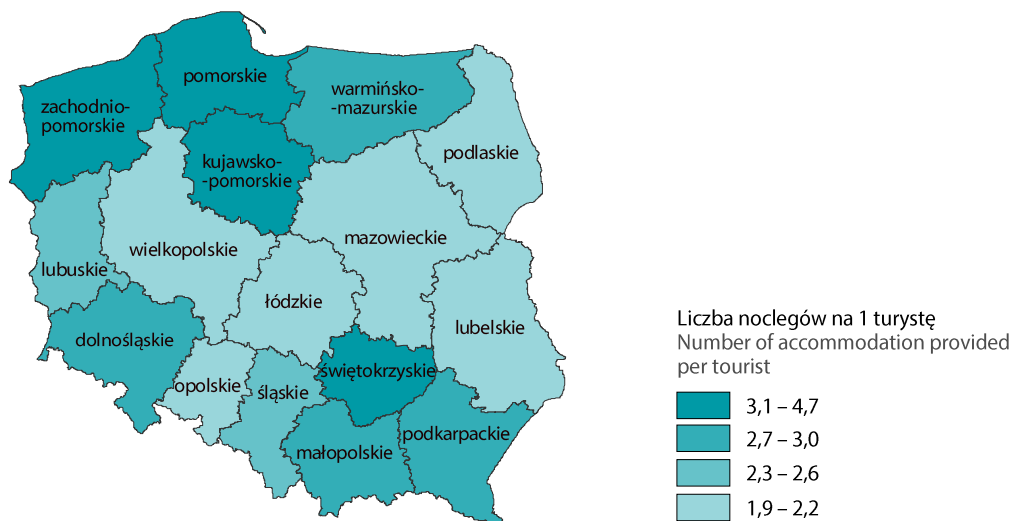 pomorskie
warmińsko-
-mazurskie
zachodnio-
pomorskie
podlaskie
kujawsko-
-pomorskie
mazowieckie
wielkopolskie
lubuskie
łódzkie
lubelskie
dolnośląskie
świętokrzyskie
opolskie
śląskie
podkarpackie
małopolskie
Liczba noclegów na 1 turystę
Number of accommodation provided
per tourist
3,1 – 4,7
2,7 – 3,0
2,3 – 2,6
1,9 – 2,2